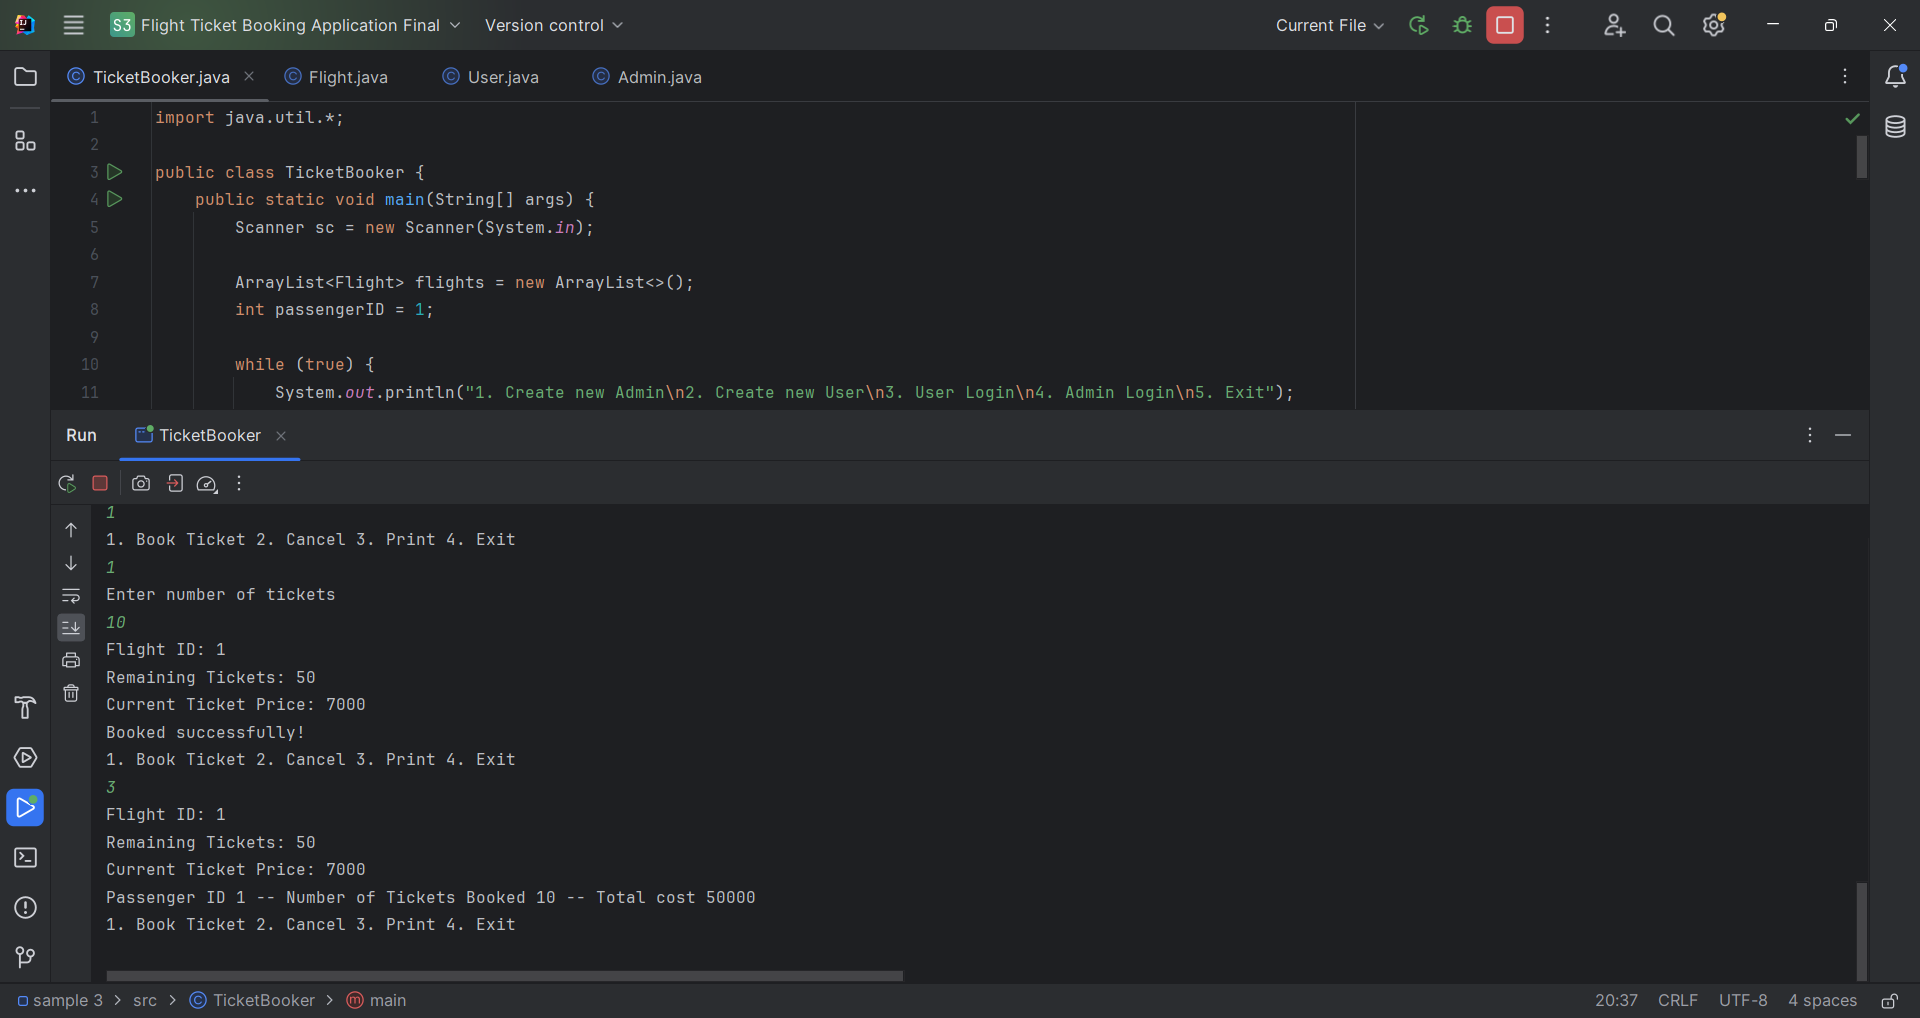 S3 Flight Ticket Booking Application Final Version control Current File
TicketBooker.java Flight.java User.java Admin.java
1 import java.util.*;
2
3 public class TicketBooker {
4 public static void main(String[] args) {
5 Scanner sc = new Scanner(System.in);
6
7 ArrayList<Flight> flights = new ArrayList<>();
8 int passengerID = 1;
9
10 while (true) {
11 System.out.println("1. Create new Admin\n2. Create new User\n3. User Login\n4. Admin Login\n5. Exit");
Run TicketBooker
1
1. Book Ticket 2. Cancel 3. Print 4. Exit
1
Enter number of tickets
10
Flight ID: 1
Remaining Tickets: 50
Current Ticket Price: 7000
Booked successfully!
1. Book Ticket 2. Cancel 3. Print 4. Exit
3
Flight ID: 1
Remaining Tickets: 50
Current Ticket Price: 7000
Passenger ID 1 -- Number of Tickets Booked 10 -- Total cost 50000
1. Book Ticket 2. Cancel 3. Print 4. Exit
sample 3 > src > TicketBooker > main 20:37 CRLF UTF-8 4 spaces